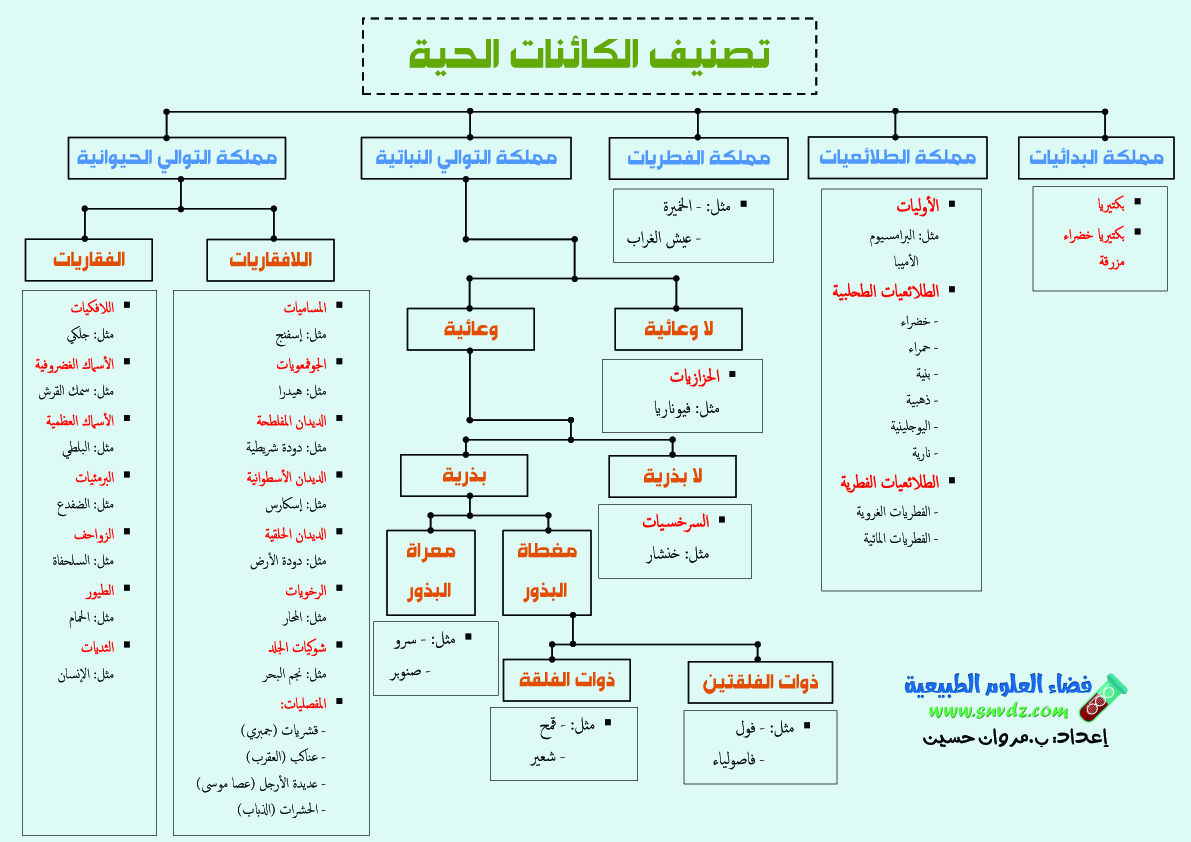 تصنيف الكائنات الحية
مملكة البدائيات
▪ بكتيريا
▪ بكتيريا خضراء
مزرقة
مملكة الطلائعيات
▪ الأوليات
مثل: البرامسيوم
الأميبا
▪ الطلائعيات الطحلبية
- خضراء
- حمراء
- بنية
- ذهبية
- اليوجلينية
- نارية
▪ الطلائعيات الفطرية
- الفطريات الغروية
- الفطريات المائية
مملكة الفطريات
▪ مثل: - الخميرة
- عيش الغراب
مملكة التوالي النباتية
لا وعائية
▪ الحزازيات
مثل: فيوناريا
وعائية
لا بذرية
▪ السرخسيات
مثل: خنشار
بذرية
مغطاة
البذور
ذوات الفلقتين
▪ مثل: - فول
- فاصولياء
ذوات الفلقة
▪ مثل: - قمح
- شعير
معراة
البذور
▪ مثل: - سرو
- صنوبر
مملكة التوالي الحيوانية
اللافقاريات
▪ المساميات
مثل: إسفنج
▪ الجوفمعويات
مثل: هيدرا
▪ الديدان المفلطحة
مثل: دودة شريطية
▪ الديدان الأسطوانية
مثل: إسكارس
▪ الديدان الحلقية
مثل: دودة الأرض
▪ الرخويات
مثل: المحار
▪ شوكيات الجلد
مثل: نجم البحر
▪ المفصليات:
- قشريات (جمبري)
- عناكب (العقرب)
- عديدة الأرجل (عصا موسى)
- الحشرات (الذباب)
الفقاريات
▪ اللافكيات
مثل: جلكي
▪ الأسماك الغضروفية
مثل: سمك القرش
▪ الأسماك العظمية
مثل: البلطي
▪ البرمئيات
مثل: الضفدع
▪ الزواحف
مثل: السلحفاة
▪ الطيور
مثل: الحمام
▪ الثديات
مثل: الإنسان
فضاء العلوم الطبيعية
www.snvdz.com
إعداد: ب.مروان حسين